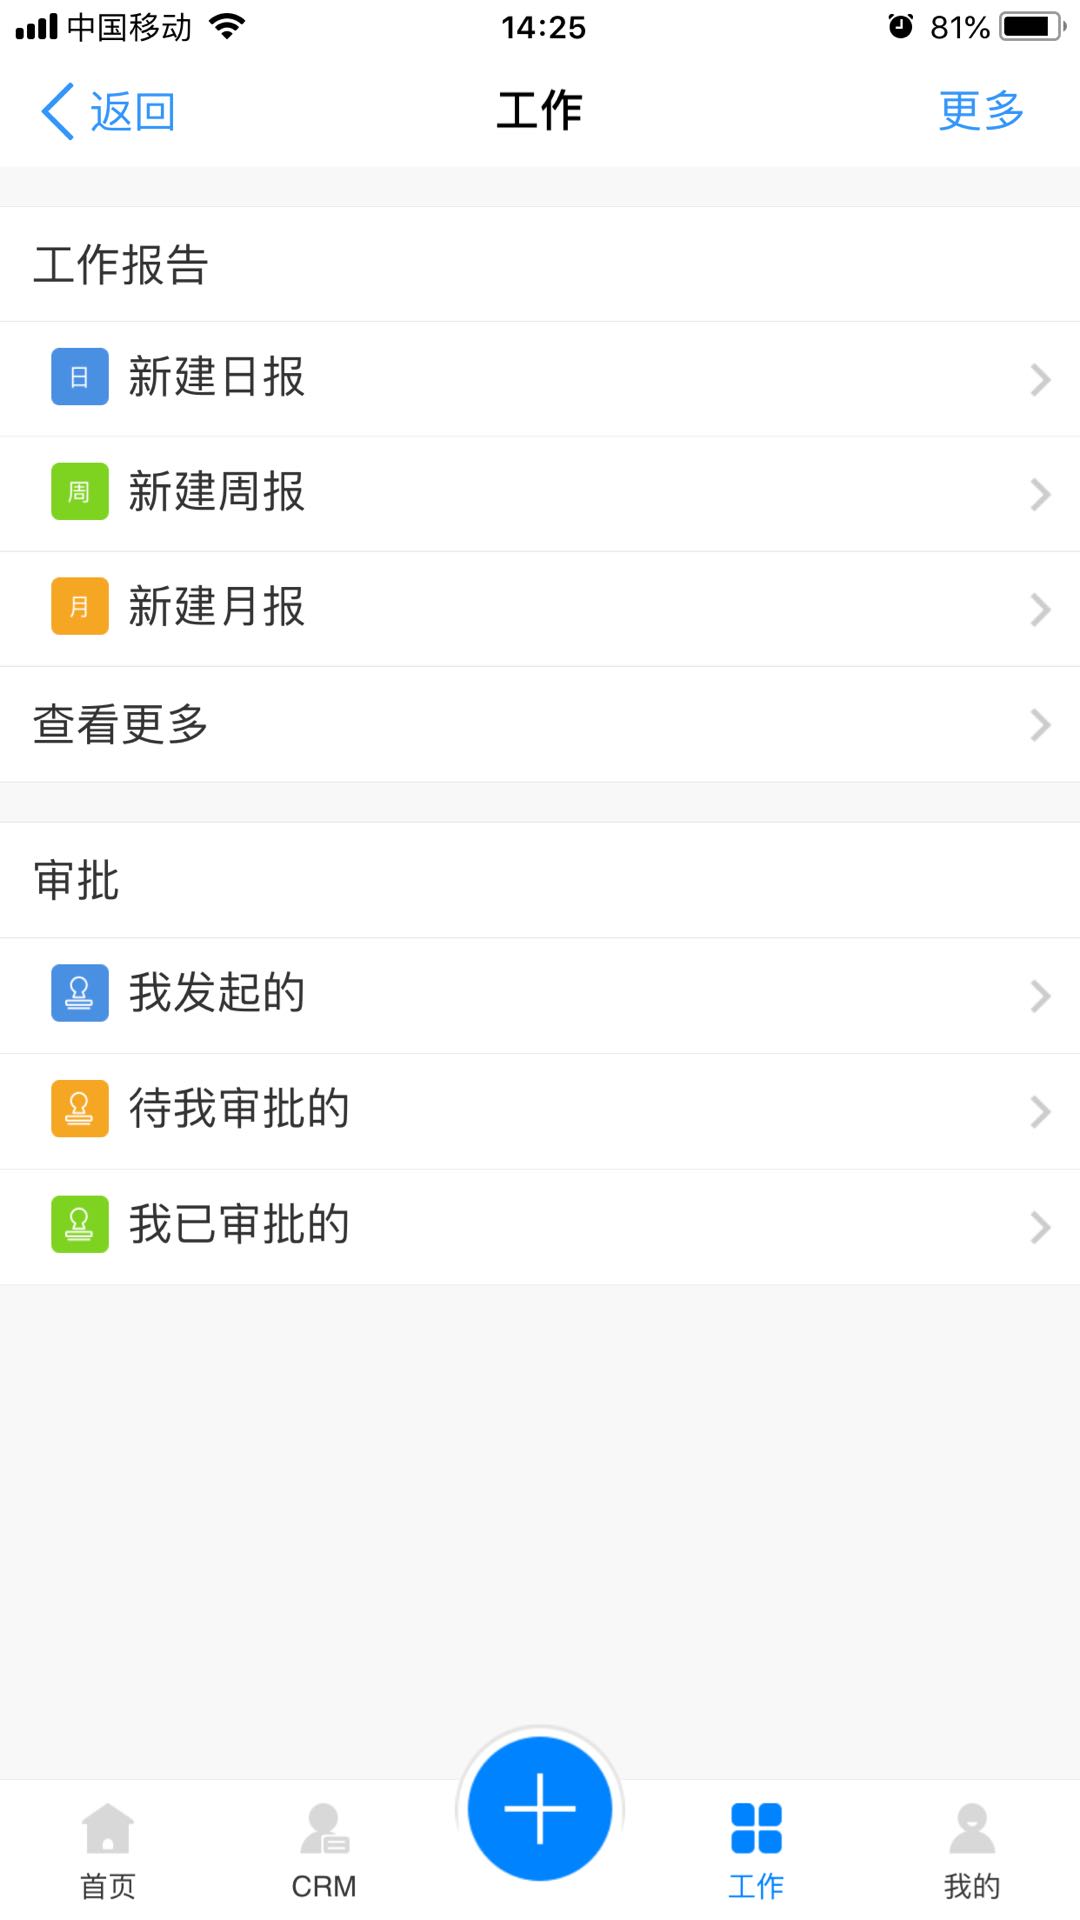 中国移动 14:25 81%
返回 工作 更多
工作报告
日 新建日报
周 新建周报
月 新建月报
查看更多
审批
我发起的
待我审批的
我已审批的
首页 CRM 工作 我的